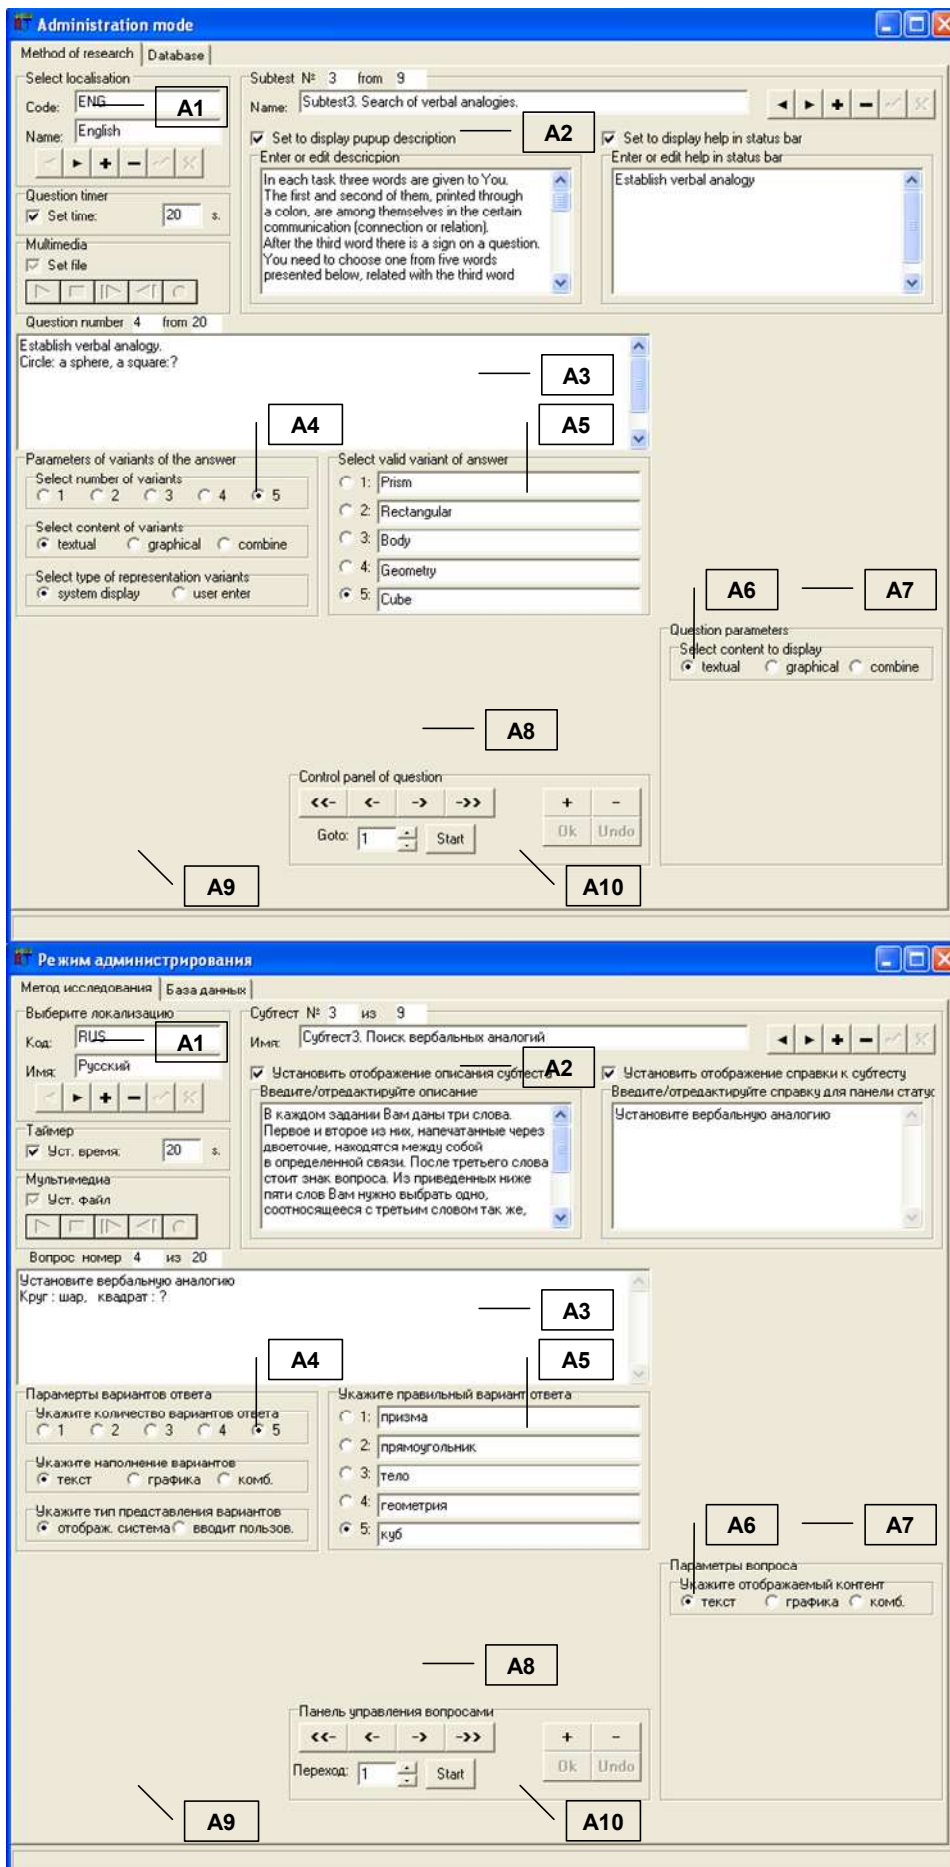 Administration mode
Method of research Database
Select localisation
Code: ENG
A1
Name: English
Question timer
Set time: 20 s.
Multimedia
Set file
Subtest № 3 from 9
Name: Subtest3. Search of verbal analogies.
A2
Set to display pupup description
Enter or edit descricpion
In each task three words are given to You.
The first and second of them, printed through
a colon, are among themselves in the certain
communication (connection or relation).
After the third word there is a sign on a question.
You need to choose one from five words
presented below, related with the third word
Set to display help in status bar
Enter or edit help in status bar
Establish verbal analogy
Question number 4 from 20
Establish verbal analogy.
Circle: a sphere, a square:?
A3
A4
A5
Parameters of variants of the answer
Select number of variants
1 2 3 4 5
Select content of variants
textual graphical combine
Select type of representation variants
system display user enter
Select valid variant of answer
1: Prism
2: Rectangular
3: Body
4: Geometry
5: Cube
A6
A7
Question parameters
Select content to display
textual graphical combine
A8
Control panel of question
<<- <- -> ->> + -
Goto: 1 Start Ok Undo
A9
A10
Режим администрирования
Метод исследования База данных
Выберите локализацию
Код: RUS
A1
Имя: Русский
Таймер
Уст. время: 20 s.
Мультимедиа
Уст. файл
Субтест № 3 из 9
Имя: Субтест3. Поиск вербальных аналогий
A2
Установить отображение описания субтеста
Введите/отредактируйте описание
В каждом задании Вам даны три слова.
Первое и второе из них, напечатанные через
двоеточие, находятся между собой
в определенной связи. После третьего слова
стоит знак вопроса. Из приведенных ниже
пяти слов Вам нужно выбрать одно,
соотносящееся с третьим словом так же,
Установить отображение справки к субтесту
Введите/отредактируйте справку для панели статус
Установите вербальную аналогию
Вопрос номер 4 из 20
Установите вербальную аналогию
Круг : шар, квадрат : ?
A3
A4
A5
Парамерты вариантов ответа
Укажите количество вариантов ответа
1 2 3 4 5
Укажите наполнение вариантов
текст графика комб.
Укажите тип представления вариантов
отображ. система вводит пользов.
Укажите правильный вариант ответа
1: призма
2: прямоугольник
3: тело
4: геометрия
5: куб
A6
A7
Параметры вопроса
Укажите отображаемый контент
текст графика комб.
A8
Панель управления вопросами
<<- <- -> ->> + -
Переход: 1 Start Ok Undo
A9
A10